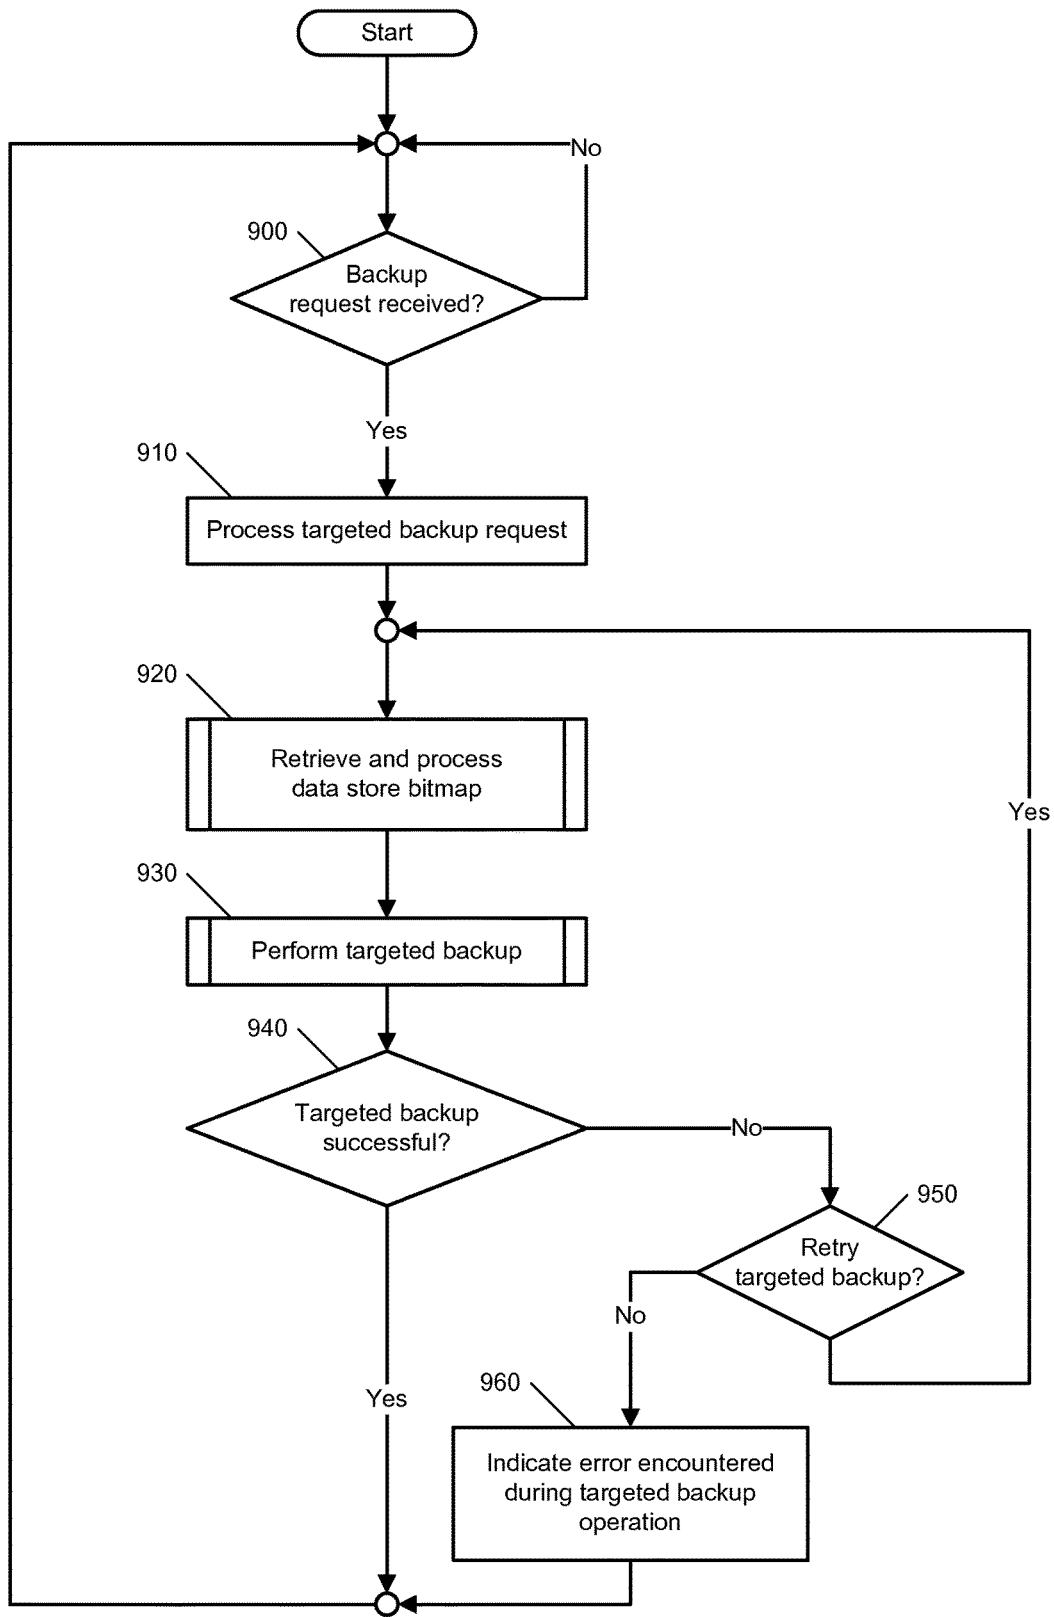 Start
No
900
Backup
request received?
Yes
910
Process targeted backup request
920
Retrieve and process
data store bitmap
Yes
930
Perform targeted backup
940
Targeted backup
successful?
No
950
Retry
targeted backup?
No
960
Yes
Indicate error encountered
during targeted backup
operation